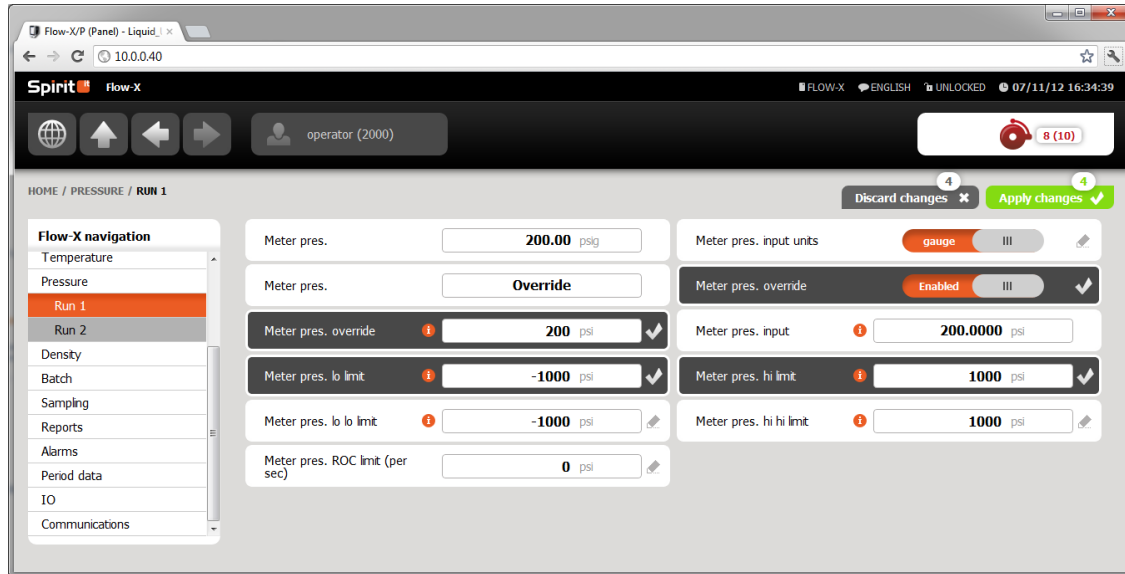 Flow-X/P (Panel) - Liquid_
10.0.0.40
Spirit it Flow-X
FLOW-X ENGLISH UNLOCKED 07/11/12 16:34:39
operator (2000)
8 (10)
HOME / PRESSURE / RUN 1
4
Discard changes
4
Apply changes
Flow-X navigation
Temperature
Pressure
Run 1
Run 2
Density
Batch
Sampling
Reports
Alarms
Period data
IO
Communications
Meter pres. 200.00 psig
Meter pres. input units gauge
Meter pres. Override
Meter pres. override Enabled
Meter pres. override 200 psi
Meter pres. input 200.0000 psi
Meter pres. lo limit -1000 psi
Meter pres. hi limit 1000 psi
Meter pres. lo lo limit -1000 psi
Meter pres. hi hi limit 1000 psi
Meter pres. ROC limit (per
sec) 0 psi